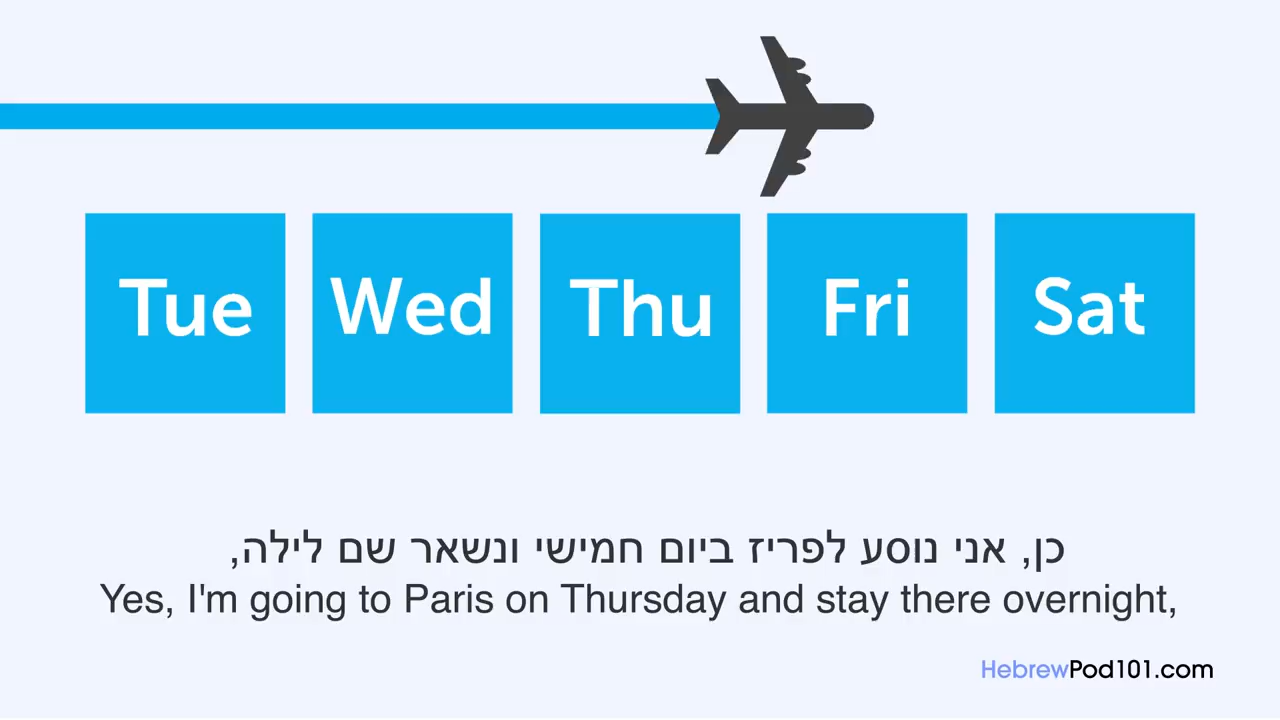 Tue
Wed
Thu
Fri
Sat
כן, אני נוסע לפריז ביום חמישי ונשאר שם לילה,
Yes, I'm going to Paris on Thursday and stay there overnight,
HebrewPod101.com